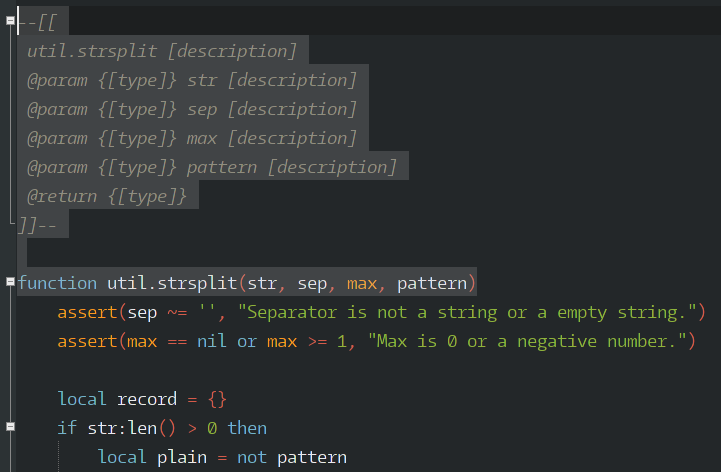 --[[
util.strsplit [description]
@param {[type]} str [description]
@param {[type]} sep [description]
@param {[type]} max [description]
@param {[type]} pattern [description]
@return {[type]}
]]--
function util.strsplit(str, sep, max, pattern)
assert(sep ~= '', "Separator is not a string or a empty string.")
assert(max == nil or max >= 1, "Max is 0 or a negative number.")
local record = {}
if str:len() > 0 then
local plain = not pattern